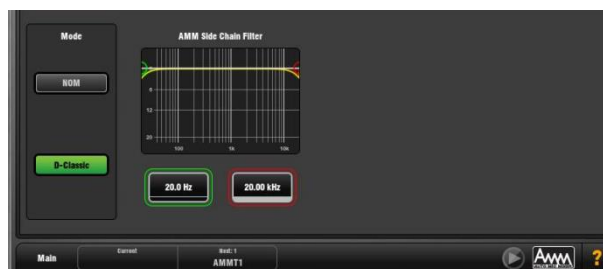 Mode
AMM Side Chain Filter
NOM
D-Classic
6
12
20
100
1k
10k
20.0 Hz
20.00 kHz
Main
Current
Next: 1
AMMT1
AMM
?